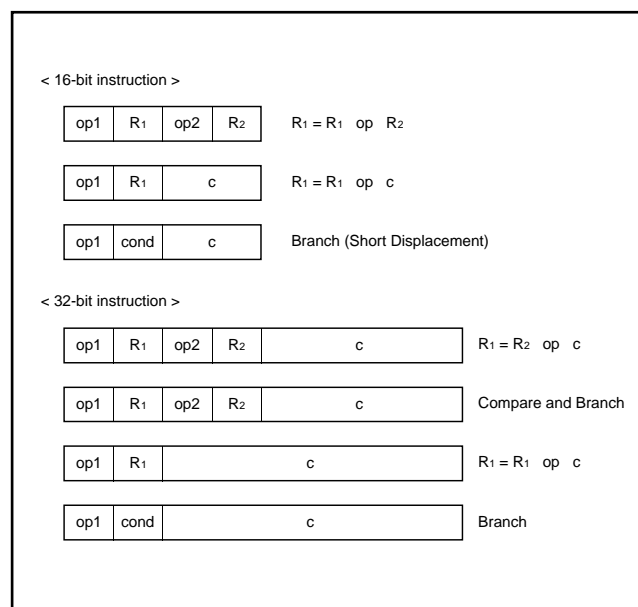 < 16-bit instruction >
op1 R1 op2 R2 R1 = R1 op R2
op1 R1 c R1 = R1 op c
op1 cond c Branch (Short Displacement)
< 32-bit instruction >
op1 R1 op2 R2 c R1 = R2 op c
op1 R1 op2 R2 c Compare and Branch
op1 R1 c R1 = R1 op c
op1 cond c Branch